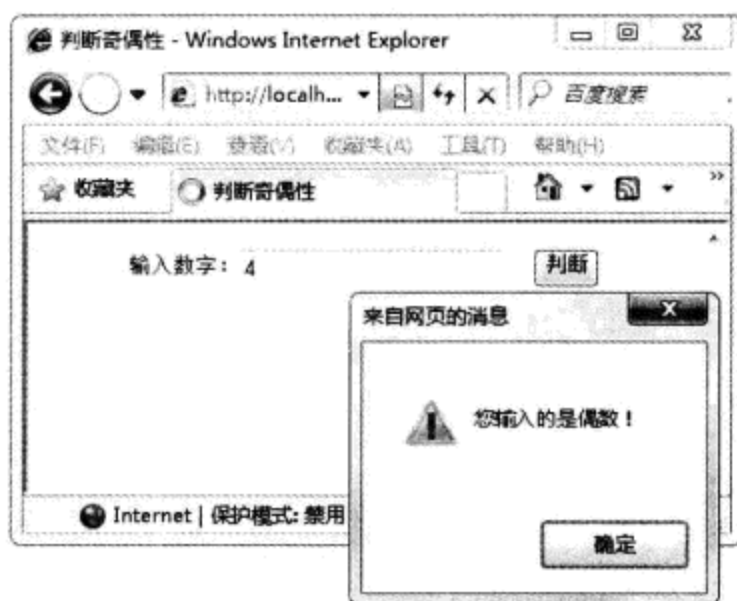 判断奇偶性 - Windows Internet Explorer
http://localh...
百度搜索
文件(F) 编辑(E) 查看(V) 收藏夹(A) 工具(T) 帮助(H)
收藏夹 判断奇偶性 »
输入数字: 4 判断
来自网页的消息
您输入的是偶数!
Internet | 保护模式: 禁用
确定